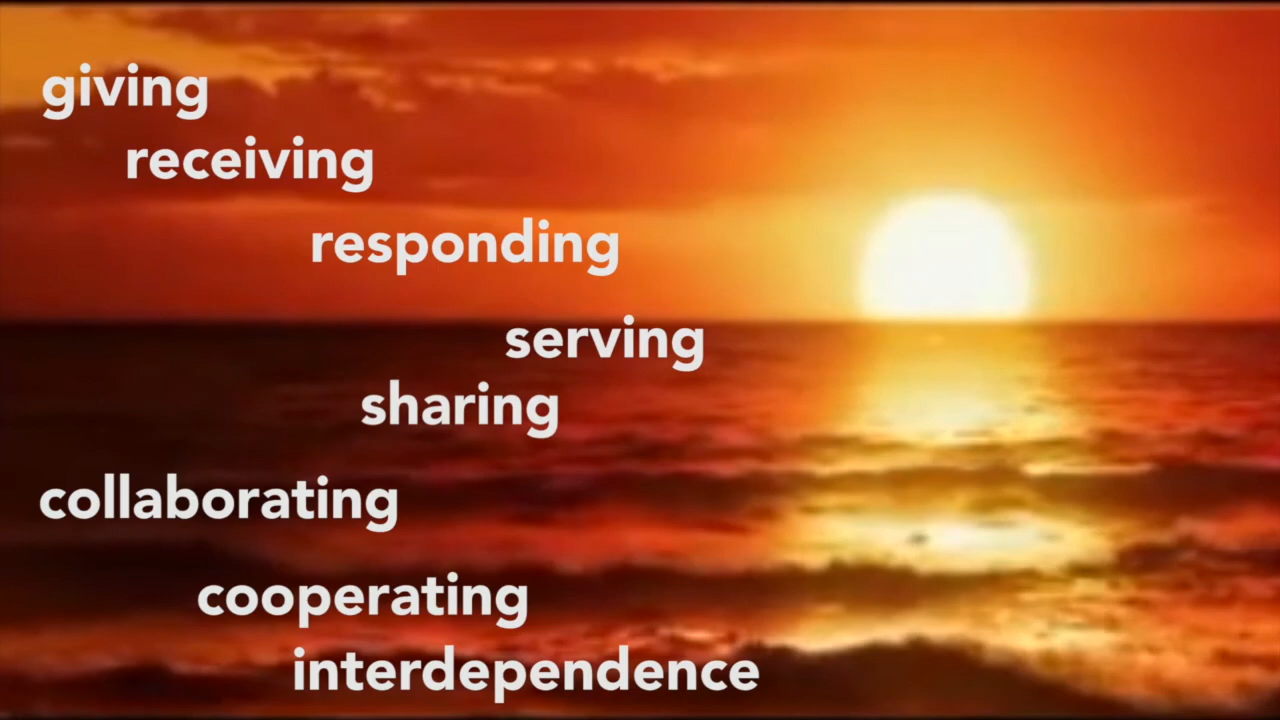 giving
receiving
responding
serving
sharing
collaborating
cooperating
interdependence